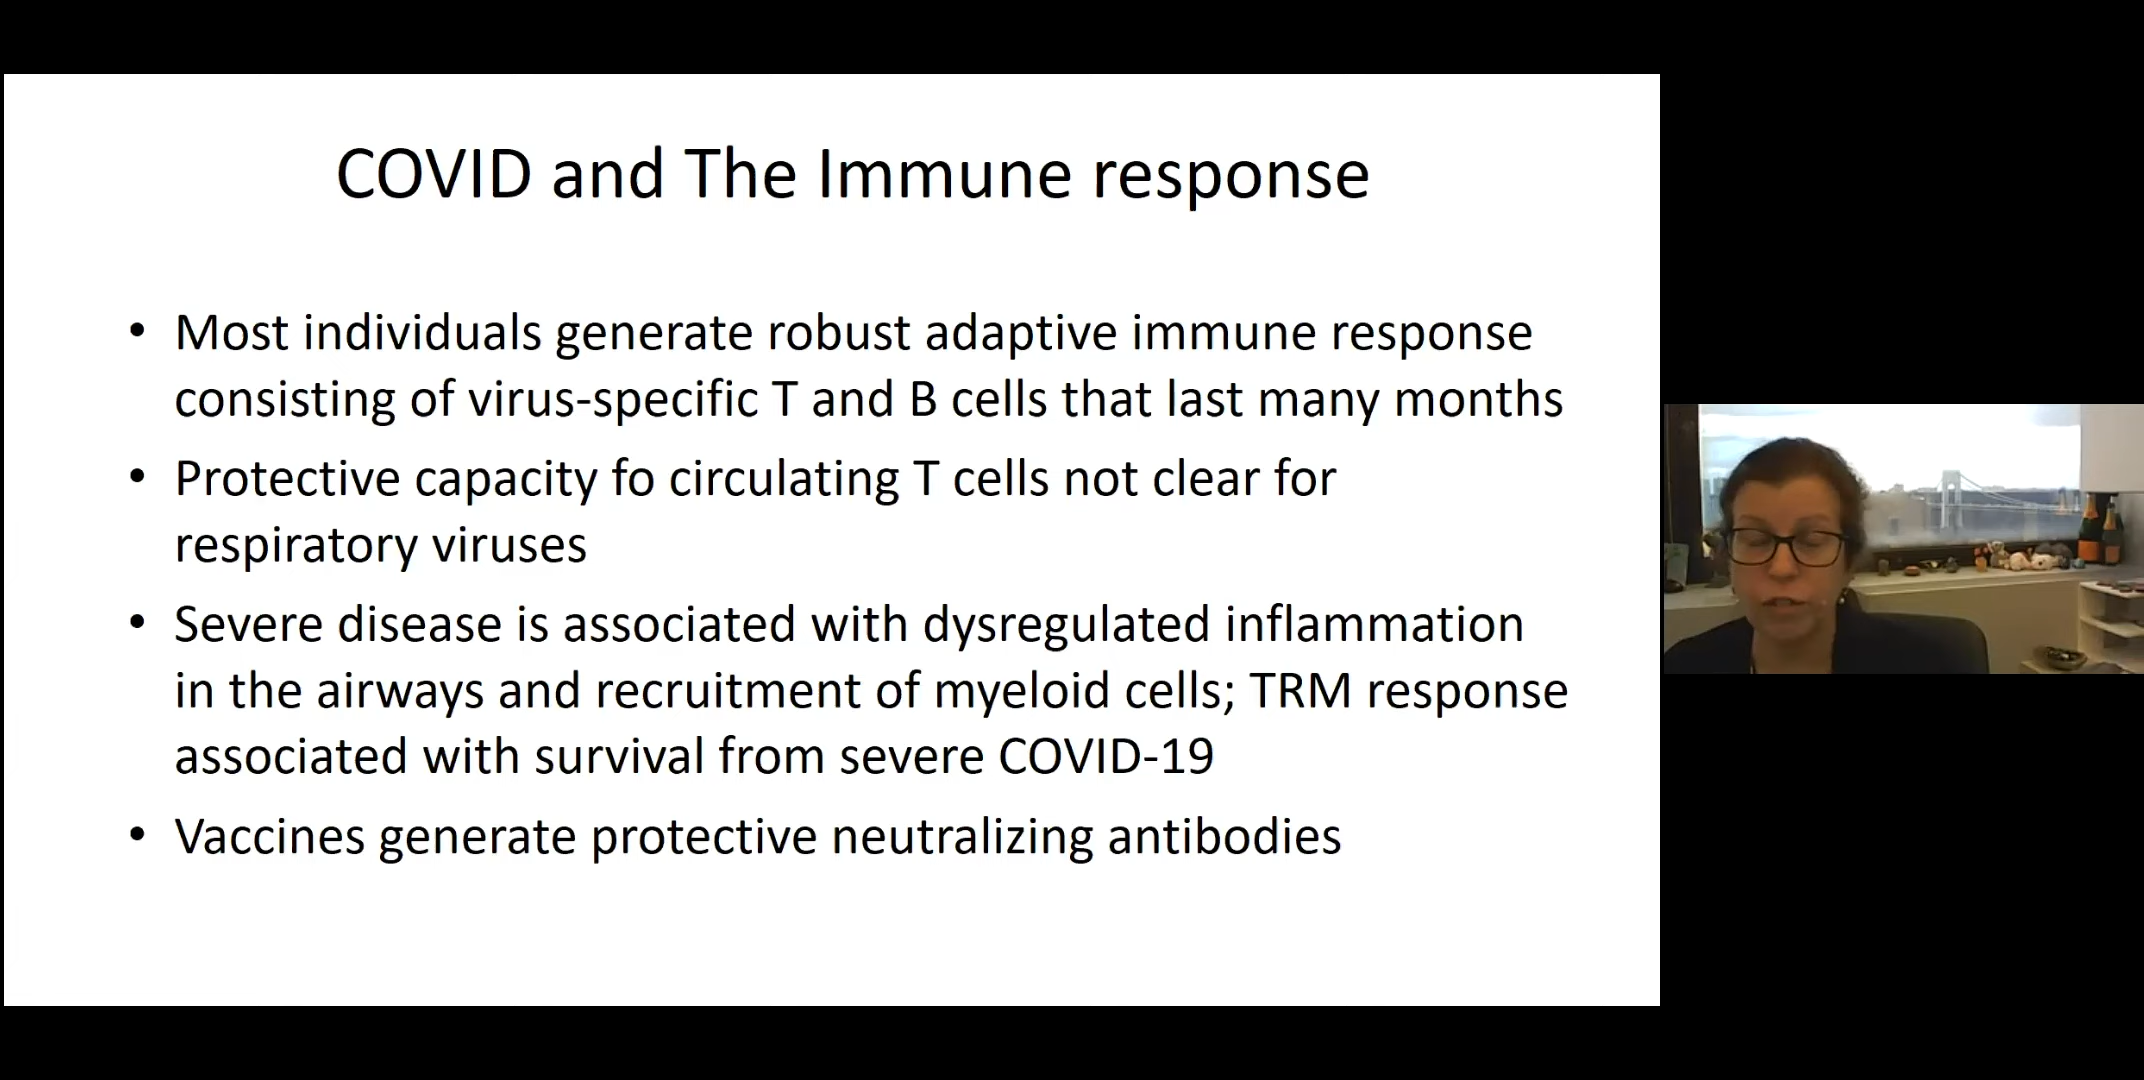 COVID and The Immune response
• Most individuals generate robust adaptive immune response
consisting of virus-specific T and B cells that last many months
• Protective capacity fo circulating T cells not clear for
respiratory viruses
• Severe disease is associated with dysregulated inflammation
in the airways and recruitment of myeloid cells; TRM response
associated with survival from severe COVID-19
• Vaccines generate protective neutralizing antibodies